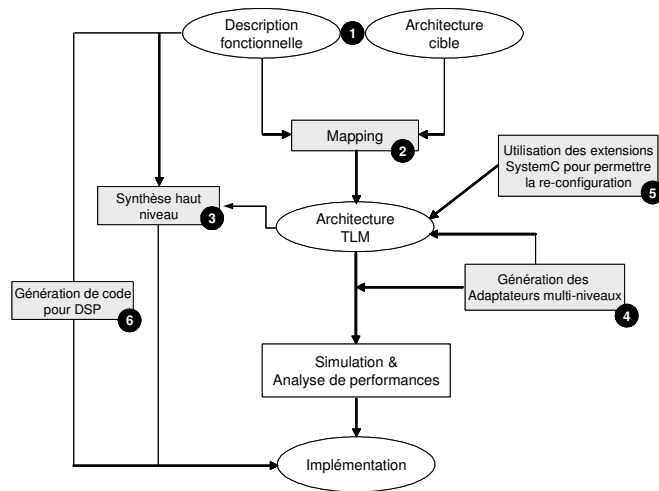 Description
fonctionnelle
1
Architecture
cible
Mapping
2
Utilisation des extensions
SystemC pour permettre
la re-configuration
5
Synthèse haut
niveau
3
Architecture
TLM
Génération de code
pour DSP
6
Génération des
Adaptateurs multi-niveaux
4
Simulation &
Analyse de performances
Implémentation